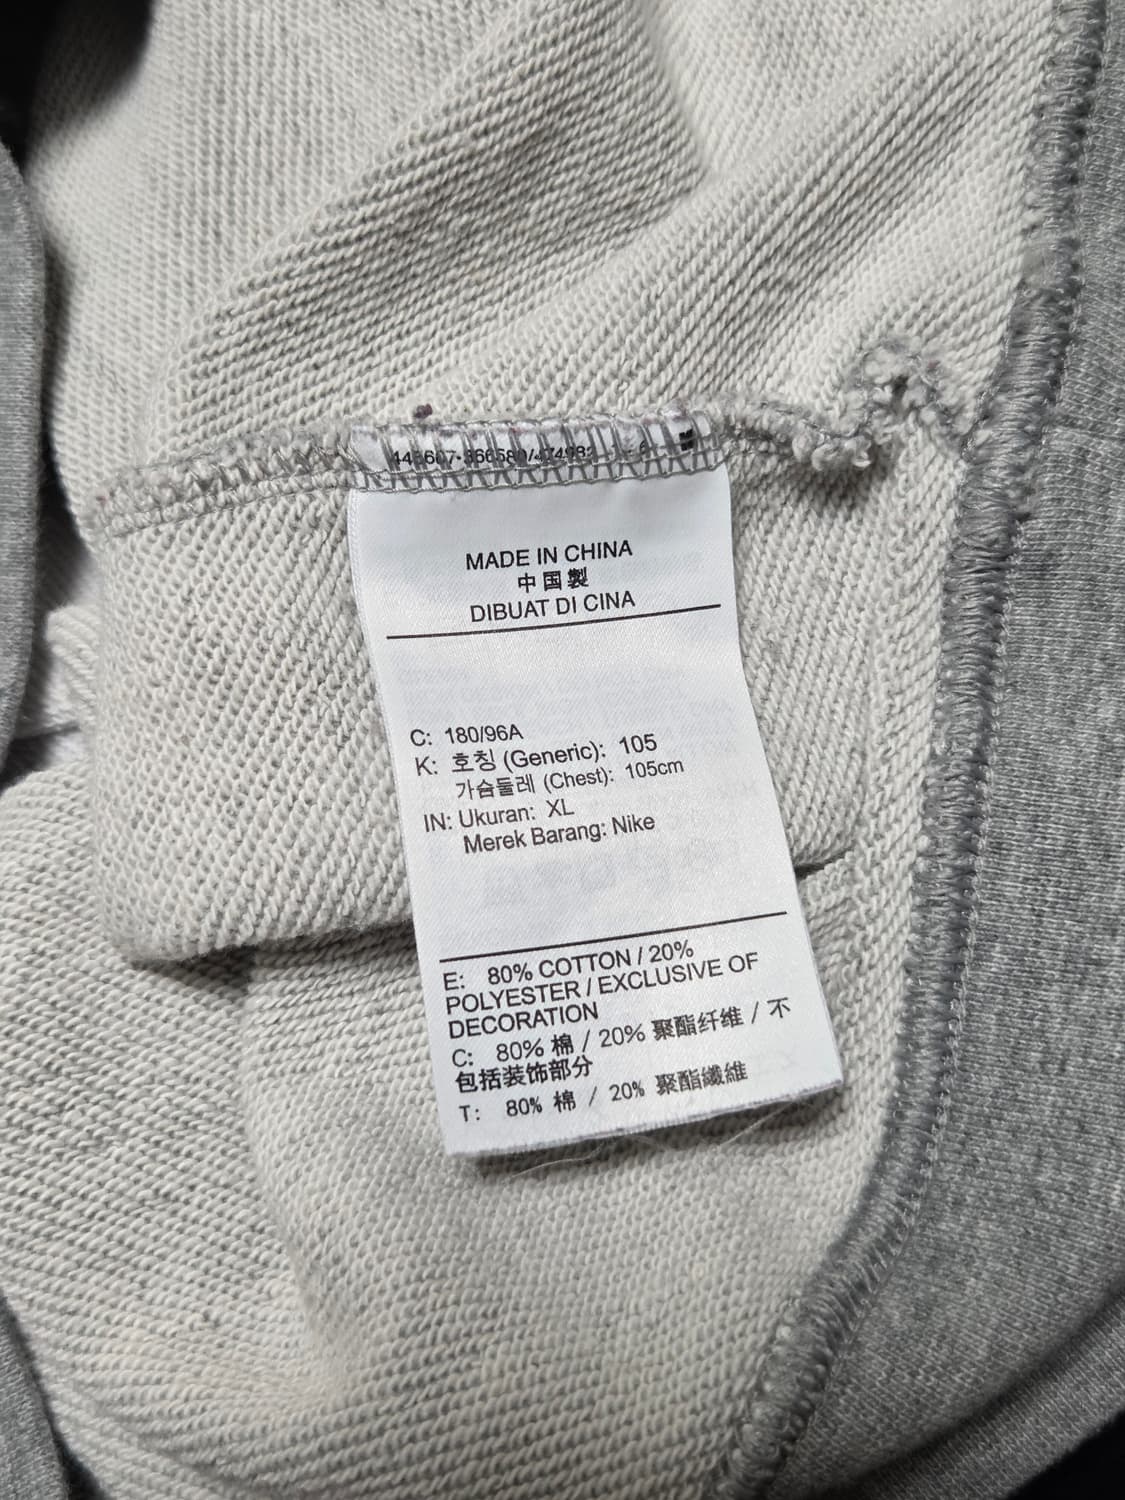 MADE IN CHINA
中国製
DIBUAT DI CINA
C: 180/96A
K: 호칭 (Generic): 105
가슴둘레 (Chest): 105cm
IN: Ukuran: XL
Merek Barang: Nike
E: 80% COTTON / 20%
POLYESTER / EXCLUSIVE OF
DECORATION
C: 80% 棉 / 20% 聚酯纤维 / 不
包括装饰部分
T: 80% 棉 / 20% 聚酯纖維